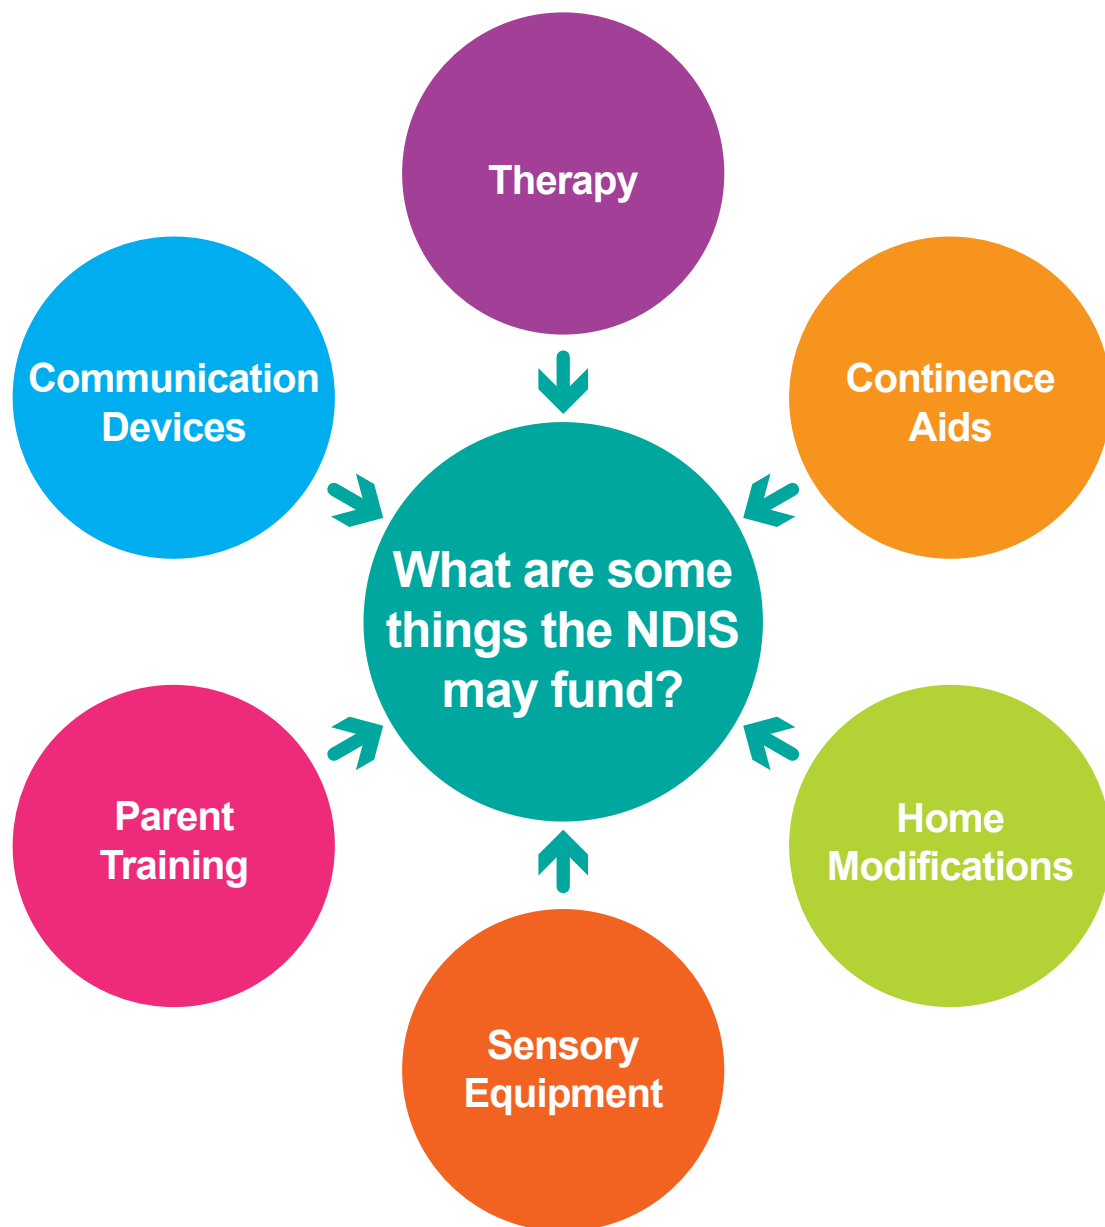 Therapy
Communication
Devices
Continence
Aids
What are some
things the NDIS
may fund?
Parent
Training
Home
Modifications
Sensory
Equipment